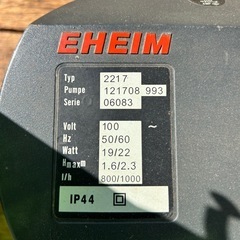 EHEIM
Typ 2217
Pumpe 121708 993
Serie 06083
Volt 100 ~
Hz 50/60
Watt 19/22
Hmax m 1.6/2.3
l/h 800/1000
IP44